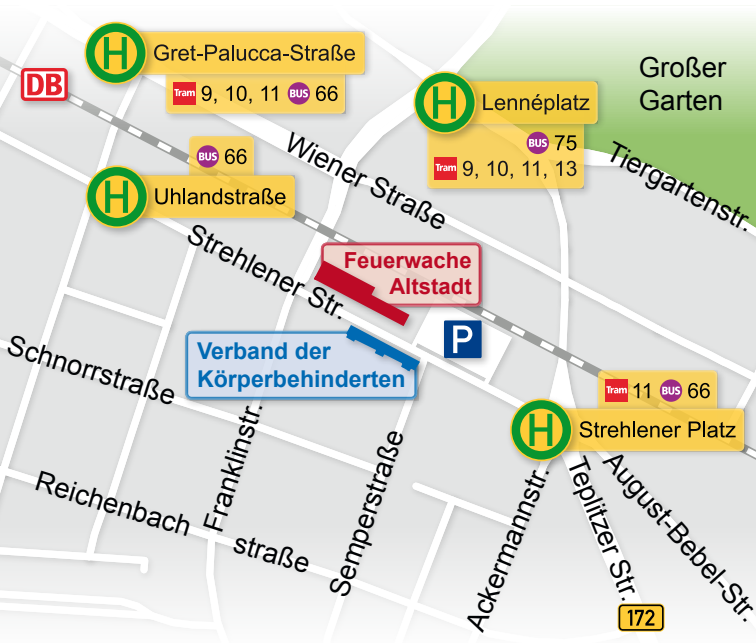 H Gret-Palucca-Straße
Tram 9, 10, 11 BUS 66
DB
H Lennéplatz
BUS 75
Tram 9, 10, 11, 13
Großer
Garten
Tiergartenstr.
Wiener Straße
BUS 66
H Uhlandstraße
Strehlener Str.
Feuerwache
Altstadt
P
Verband der
Körperbehinderten
Schnorrstraße
Tram 11 BUS 66
H Strehlener Platz
Franklinstr.
Semperstraße
Reichenbach
straße
Ackermannstr.
Teplitzer Str.
August-Bebel-Str.
172